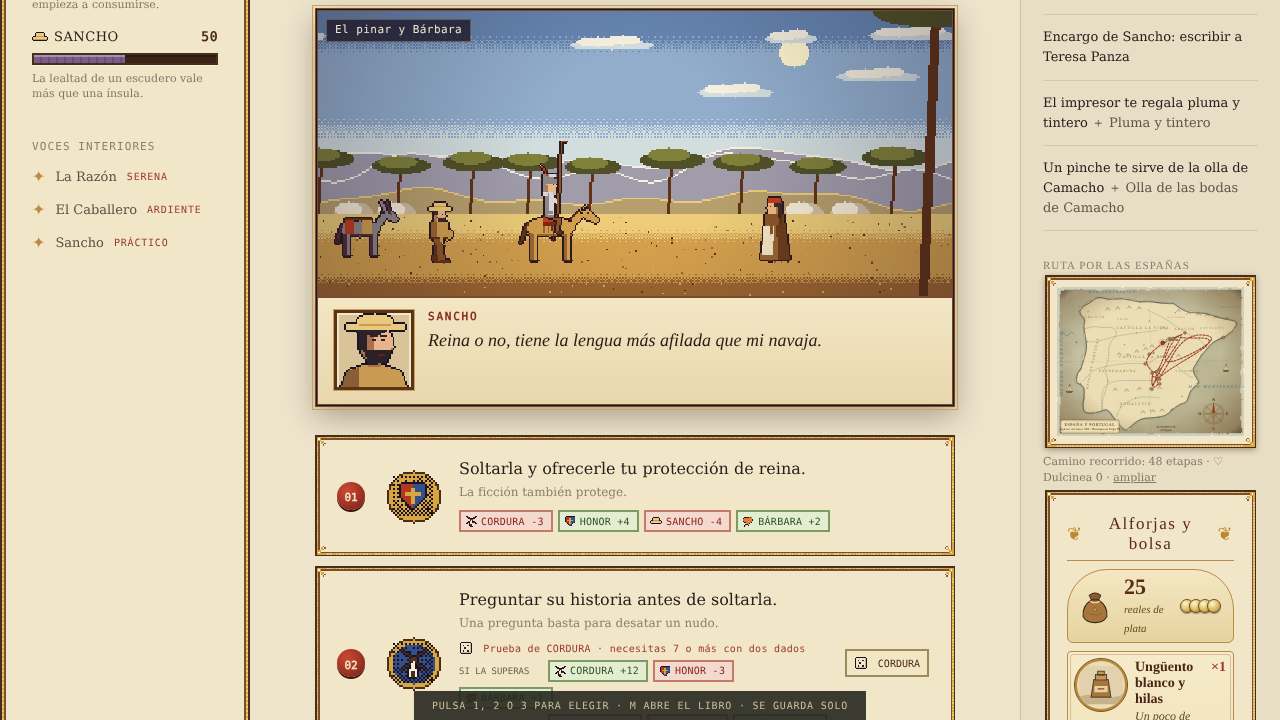 empieza a consumirse.
SANCHO 50
La lealtad de un escudero vale
más que una ínsula.
VOCES INTERIORES
La Razón SERENA
El Caballero ARDIENTE
Sancho PRÁCTICO
El pinar y Bárbara
SANCHO
Reina o no, tiene la lengua más afilada que mi navaja.
01
Soltarla y ofrecerle tu protección de reina.
La ficción también protege.
CORDURA -3 HONOR +4 SANCHO -4 BÁRBARA +2
02
Preguntar su historia antes de soltarla.
Una pregunta basta para desatar un nudo.
Prueba de CORDURA · necesitas 7 o más con dos dados
SI LA SUPERAS CORDURA +12 HONOR -3
CORDURA
PULSA 1, 2 O 3 PARA ELEGIR · M ABRE EL LIBRO · SE GUARDA SOLO
Encargo de Sancho: escribir a
Teresa Panza
El impresor te regala pluma y
tintero + Pluma y tintero
Un pinche te sirve de la olla de
Camacho + Olla de las bodas
de Camacho
RUTA POR LAS ESPAÑAS
Camino recorrido: 48 etapas · ♡
Dulcinea 0 · ampliar
Alforjas y
bolsa
25
reales de
plata
Ungüento ×1
blanco y
hilas
Un poco de